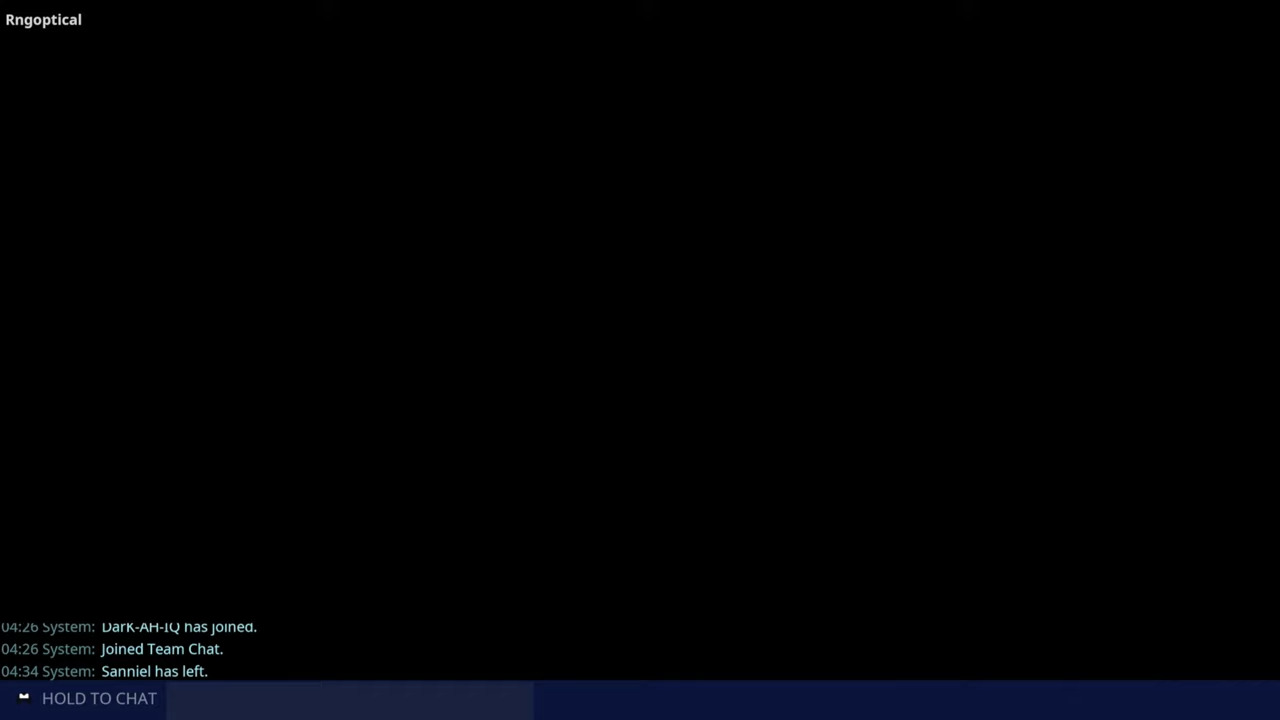 Rngoptical
04:26 System: DarK-AH-IQ has joined.
04:26 System: Joined Team Chat.
04:34 System: Sanniel has left.
HOLD TO CHAT